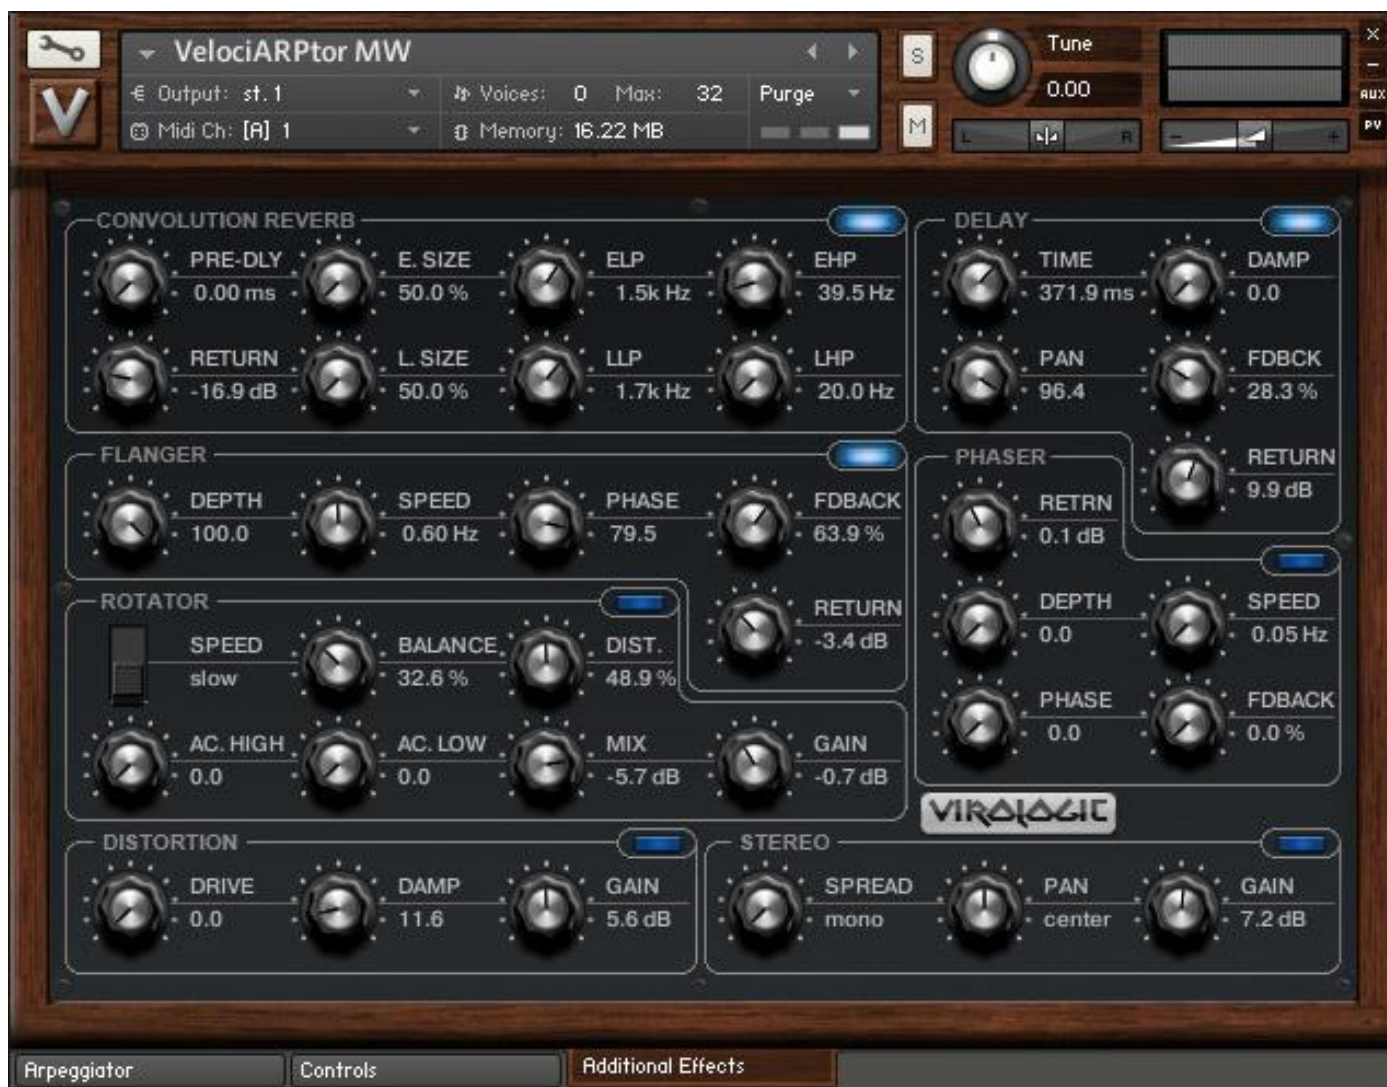 VelociARPtor MW
Output: st. 1 Voices: 0 Max: 32 Purge
Midi Ch: [A] 1 Memory: 16.22 MB
S
M
Tune
0.00
L R
- +
X
AUX
PV
V
CONVOLUTION REVERB
PRE-DLY E. SIZE ELP EHP
0.00 ms 50.0 % 1.5k Hz 39.5 Hz
RETURN L. SIZE LLP LHP
-16.9 dB 50.0 % 1.7k Hz 20.0 Hz
DELAY
TIME DAMP
371.9 ms 0.0
PAN FDBCK
96.4 28.3 %
RETURN
9.9 dB
FLANGER
DEPTH SPEED PHASE FDBACK
100.0 0.60 Hz 79.5 63.9 %
RETURN
-3.4 dB
PHASER
RETRN
0.1 dB
DEPTH SPEED
0.0 0.05 Hz
PHASE FDBACK
0.0 0.0 %
ROTATOR
SPEED BALANCE DIST.
slow 32.6 % 48.9 %
AC. HIGH AC. LOW MIX GAIN
0.0 0.0 -5.7 dB -0.7 dB
VIROLOGIC
DISTORTION
DRIVE DAMP GAIN
0.0 11.6 5.6 dB
STEREO
SPREAD PAN GAIN
mono center 7.2 dB
Arpeggiator Controls Additional Effects